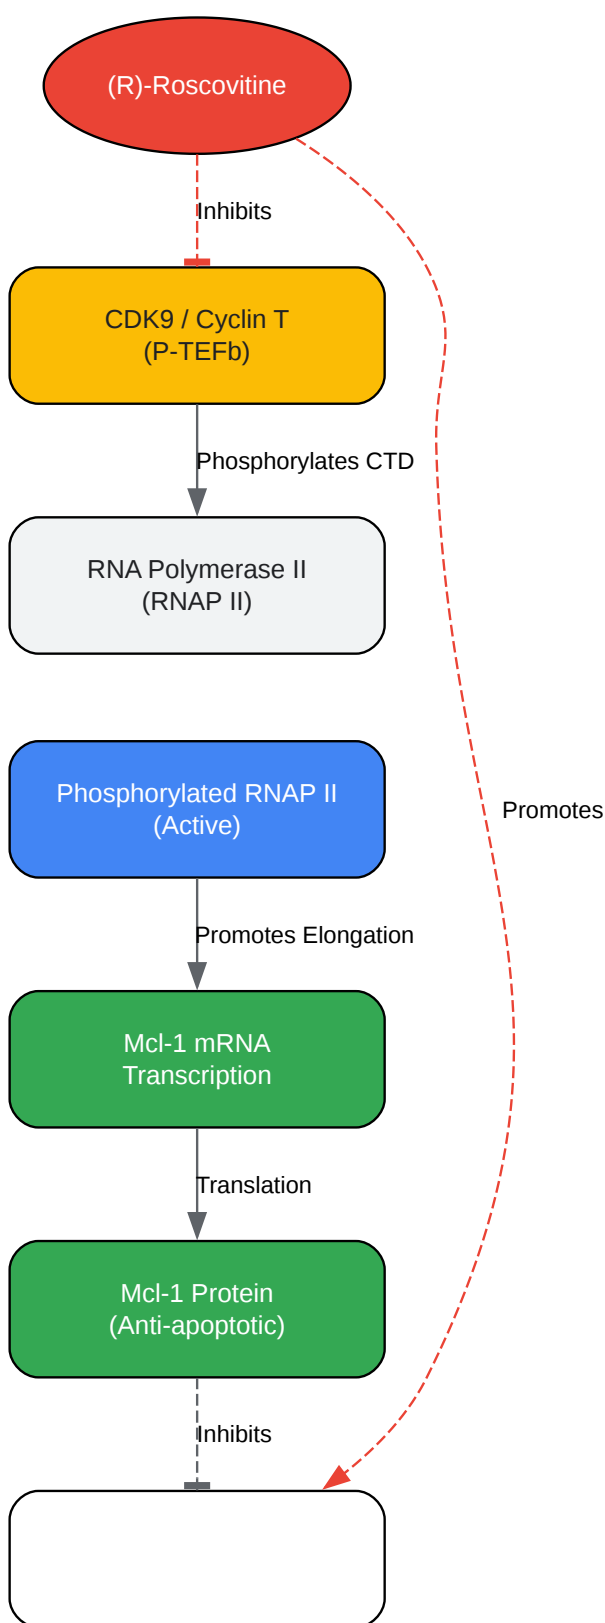 (R)-Roscovitine
Inhibits
CDK9 / Cyclin T
(P-TEFb)
Phosphorylates CTD
RNA Polymerase II
(RNAP II)
Phosphorylated RNAP II
(Active)
Promotes
Promotes Elongation
Mcl-1 mRNA
Transcription
Translation
Mcl-1 Protein
(Anti-apoptotic)
Inhibits